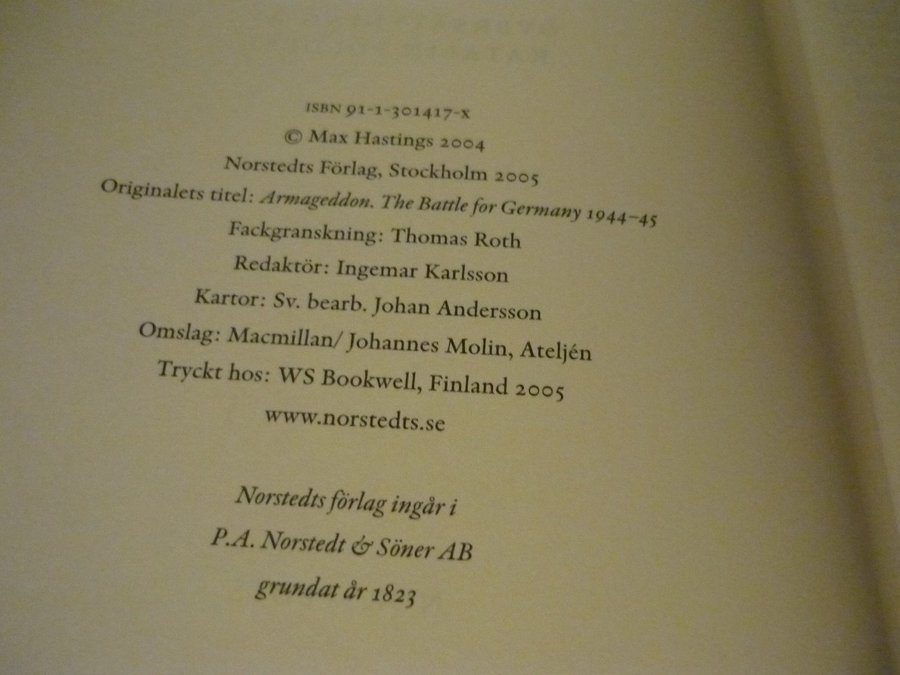 ISBN 91-1-301417-X
© Max Hastings 2004
Norstedts Förlag, Stockholm 2005
Originalets titel: Armageddon. The Battle for Germany 1944–45
Fackgranskning: Thomas Roth
Redaktör: Ingemar Karlsson
Kartor: Sv. bearb. Johan Andersson
Omslag: Macmillan/ Johannes Molin, Ateljén
Tryckt hos: WS Bookwell, Finland 2005
www.norstedts.se
Norstedts förlag ingår i
P.A. Norstedt & Söner AB
grundat år 1823